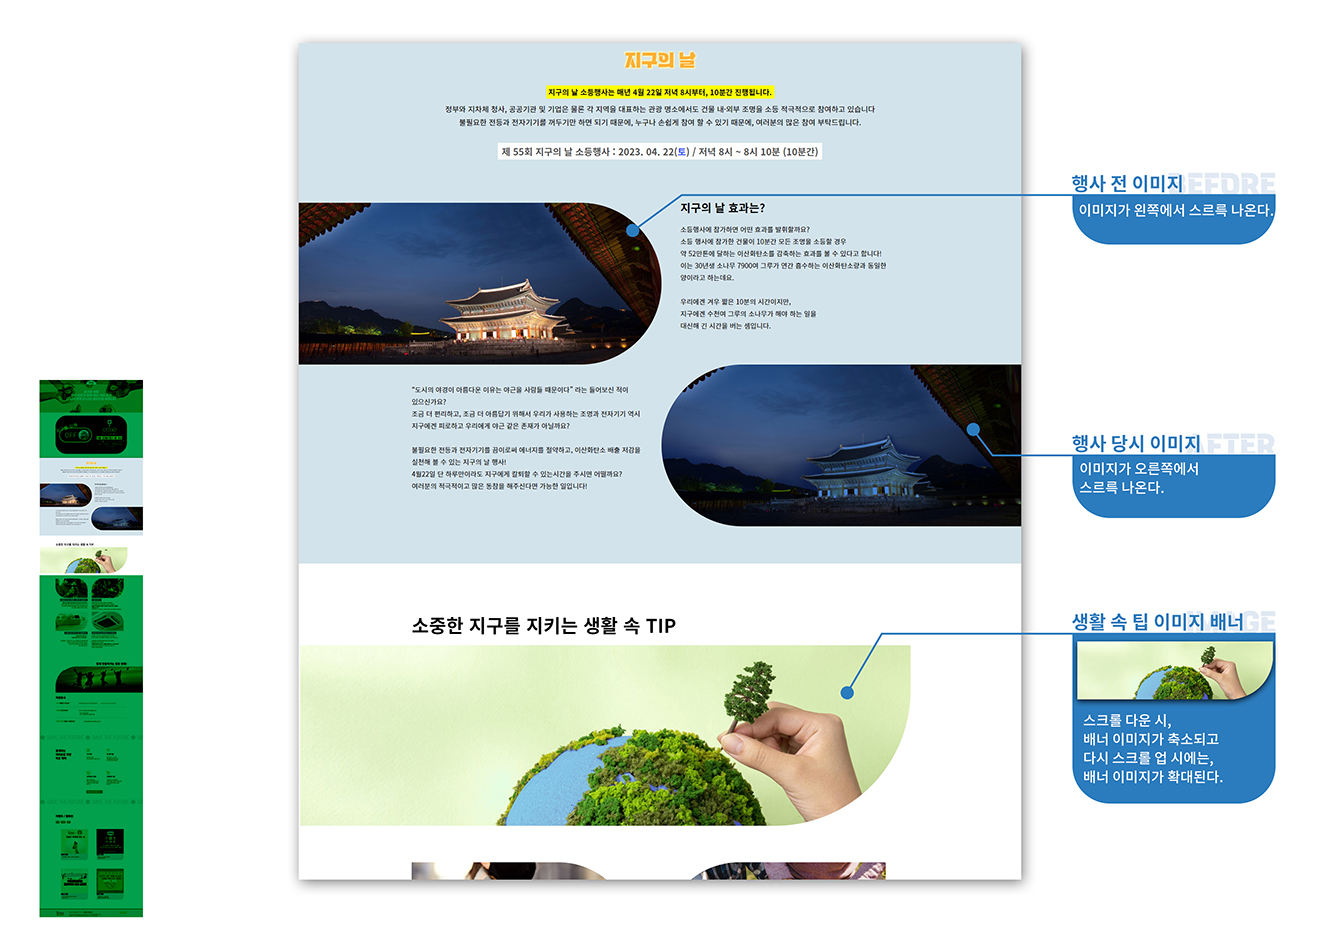 지구의 날
지구의 날 소등행사는 매년 4월 22일 저녁 8시부터, 10분간 진행됩니다.
정부와 지차체 청사, 공공기관 및 기업은 물론 각 지역을 대표하는 관광 명소에서도 건물 내·외부 조명을 소등 적극적으로 참여하고 있습니다
불필요한 전등과 전자기기를 꺼두기만 하면 되기 때문에, 누구나 손쉽게 참여 할 수 있기 때문에, 여러분의 많은 참여 부탁드립니다.
제 55회 지구의 날 소등행사 : 2023. 04. 22(토) / 저녁 8시 ~ 8시 10분 (10분간)
지구의 날 효과는?
소등행사에 참가하면 어떤 효과를 발휘할까요?
소등 행사에 참가한 건물이 10분간 모든 조명을 소등할 경우
약 52만톤에 달하는 이산화탄소를 감축하는 효과를 볼 수 있다고 합니다!
이는 30년생 소나무 7900여 그루가 연간 흡수하는 이산화탄소량과 동일한
양이라고 하는데요.
우리에겐 겨우 짧은 10분의 시간이지만,
지구에겐 수천여 그루의 소나무가 해야 하는 일을
대신해 긴 시간을 버는 셈입니다.
“도시의 야경이 아름다운 이유는 야근을 사람들 때문이다” 라는 들어보신 적이
있으신가요?
조금 더 편리하고, 조금 더 아름답기 위해서 우리가 사용하는 조명과 전자기기 역시
지구에겐 피로하고 우리에게 야근 같은 존재가 아닐까요?
불필요한 전등과 전자기기를 끔이로써 에너지를 절약하고, 이산화탄소 배출 저감을
실천해 볼 수 있는 지구의 날 행사!
4월22일 단 하루만이라도 지구에게 칼퇴할 수 있는시간을 주시면 어떨까요?
여러분의 적극적이고 많은 동참을 해주신다면 가능한 일입니다!
소중한 지구를 지키는 생활 속 TIP
BEFORE
행사 전 이미지
이미지가 왼쪽에서 스르륵 나온다.
AFTER
행사 당시 이미지
이미지가 오른쪽에서
스르륵 나온다.
생활 속 팁 이미지 배너
스크롤 다운 시,
배너 이미지가 축소되고
다시 스크롤 업 시에는,
배너 이미지가 확대된다.
OFF
소중한 지구를 지키는 생활 속 TIP